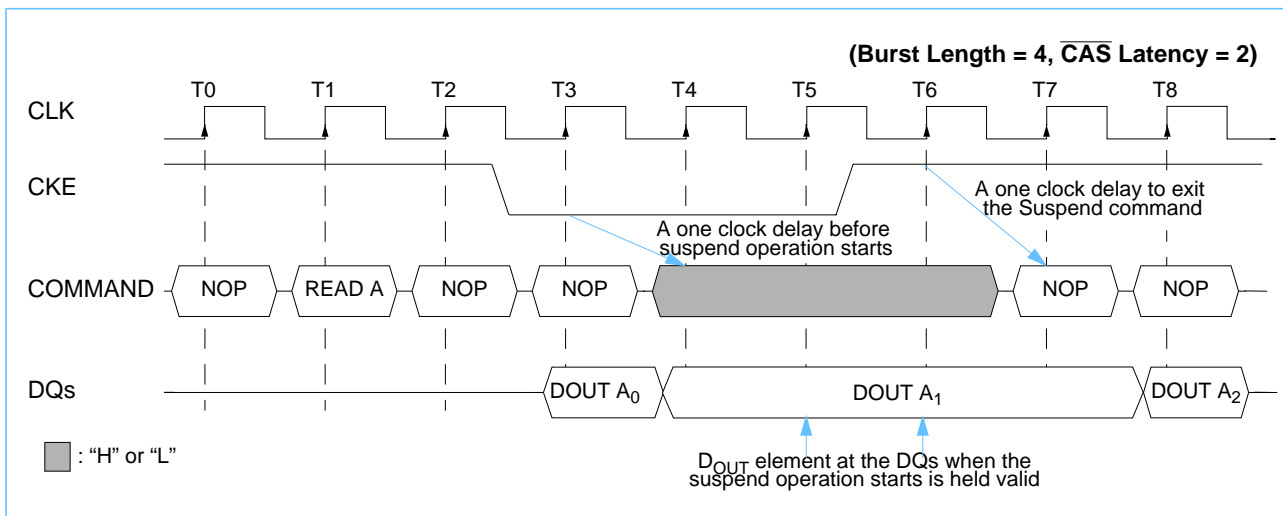 (Burst Length = 4, CAS Latency = 2)
T0 T1 T2 T3 T4 T5 T6 T7 T8
CLK
CKE
A one clock delay to exit
the Suspend command
A one clock delay before
suspend operation starts
COMMAND NOP READ A NOP NOP NOP NOP
DQs DOUT A0 DOUT A1 DOUT A2
: “H” or “L”
DOUT element at the DQs when the
suspend operation starts is held valid